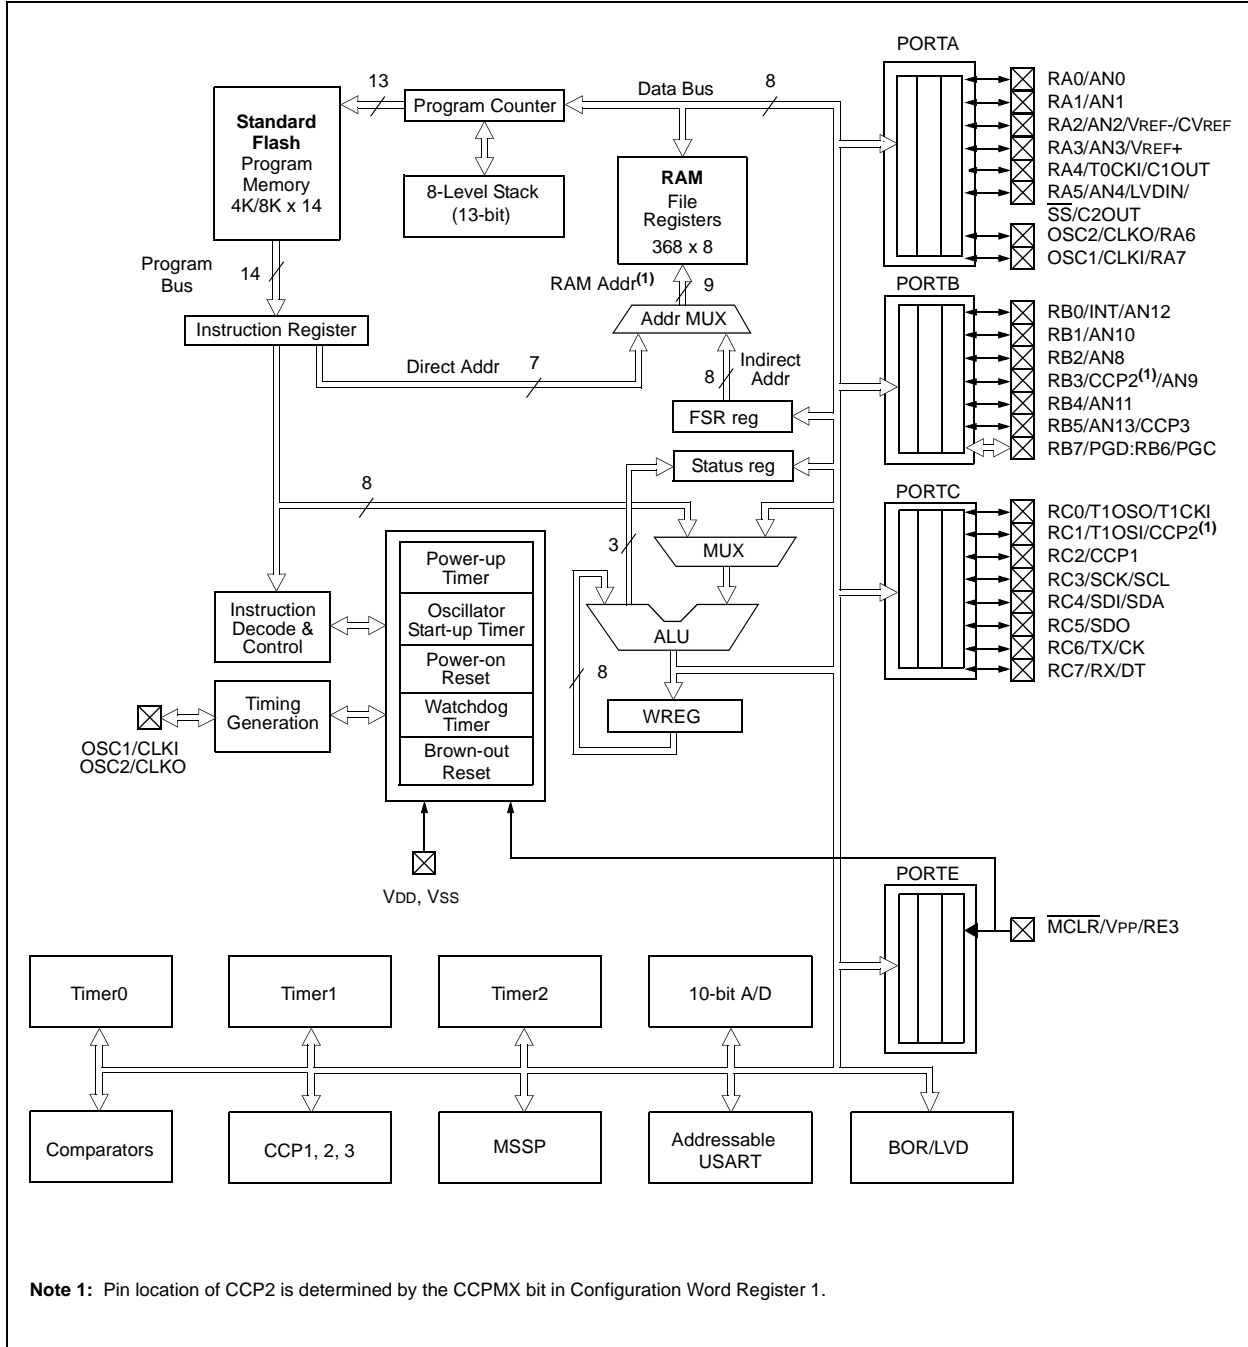 PORTA
13
Data Bus
8
Program Counter
Standard
Flash
Program
Memory
4K/8K x 14
8-Level Stack
(13-bit)
RAM
File
Registers
368 x 8
RA0/AN0
RA1/AN1
RA2/AN2/VREF-/CVREF
RA3/AN3/VREF+
RA4/T0CKI/C1OUT
RA5/AN4/LVDIN/
SS/C2OUT
OSC2/CLKO/RA6
OSC1/CLKI/RA7
Program
Bus
14
RAM Addr(1)
9
Addr MUX
Instruction Register
Direct Addr
7
8
Indirect
Addr
FSR reg
Status reg
PORTB
RB0/INT/AN12
RB1/AN10
RB2/AN8
RB3/CCP2(1)/AN9
RB4/AN11
RB5/AN13/CCP3
RB7/PGD:RB6/PGC
8
3
MUX
ALU
8
WREG
PORTC
RC0/T1OSO/T1CKI
RC1/T1OSI/CCP2(1)
RC2/CCP1
RC3/SCK/SCL
RC4/SDI/SDA
RC5/SDO
RC6/TX/CK
RC7/RX/DT
Power-up
Timer
Oscillator
Start-up Timer
Power-on
Reset
Watchdog
Timer
Brown-out
Reset
Instruction
Decode &
Control
Timing
Generation
OSC1/CLKI
OSC2/CLKO
VDD, VSS
PORTE
MCLR/VPP/RE3
Timer0
Timer1
Timer2
10-bit A/D
Comparators
CCP1, 2, 3
MSSP
Addressable
USART
BOR/LVD
Note 1: Pin location of CCP2 is determined by the CCPMX bit in Configuration Word Register 1.